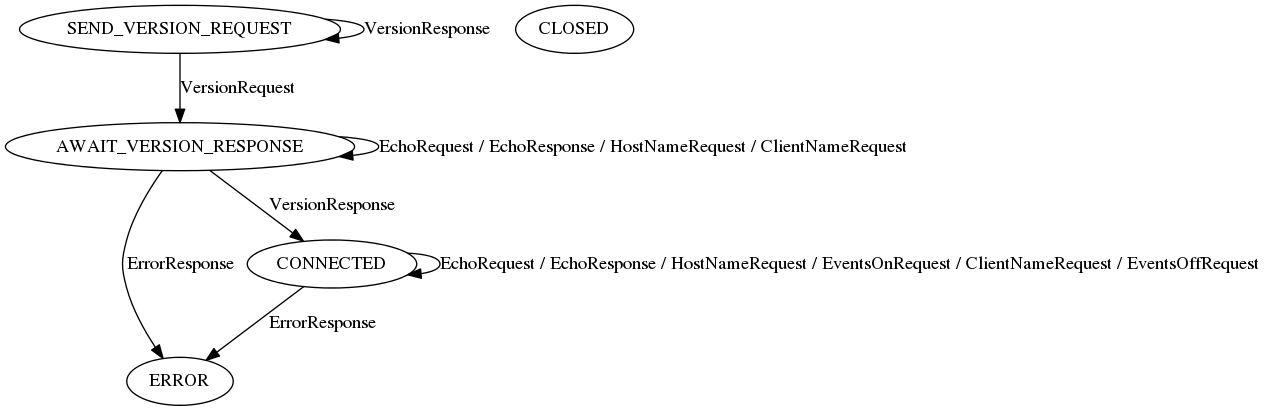 SEND_VERSION_REQUEST
VersionResponse
CLOSED
VersionRequest
AWAIT_VERSION_RESPONSE
EchoRequest / EchoResponse / HostNameRequest / ClientNameRequest
VersionResponse
ErrorResponse
CONNECTED
EchoRequest / EchoResponse / HostNameRequest / EventsOnRequest / ClientNameRequest / EventsOffRequest
ErrorResponse
ERROR